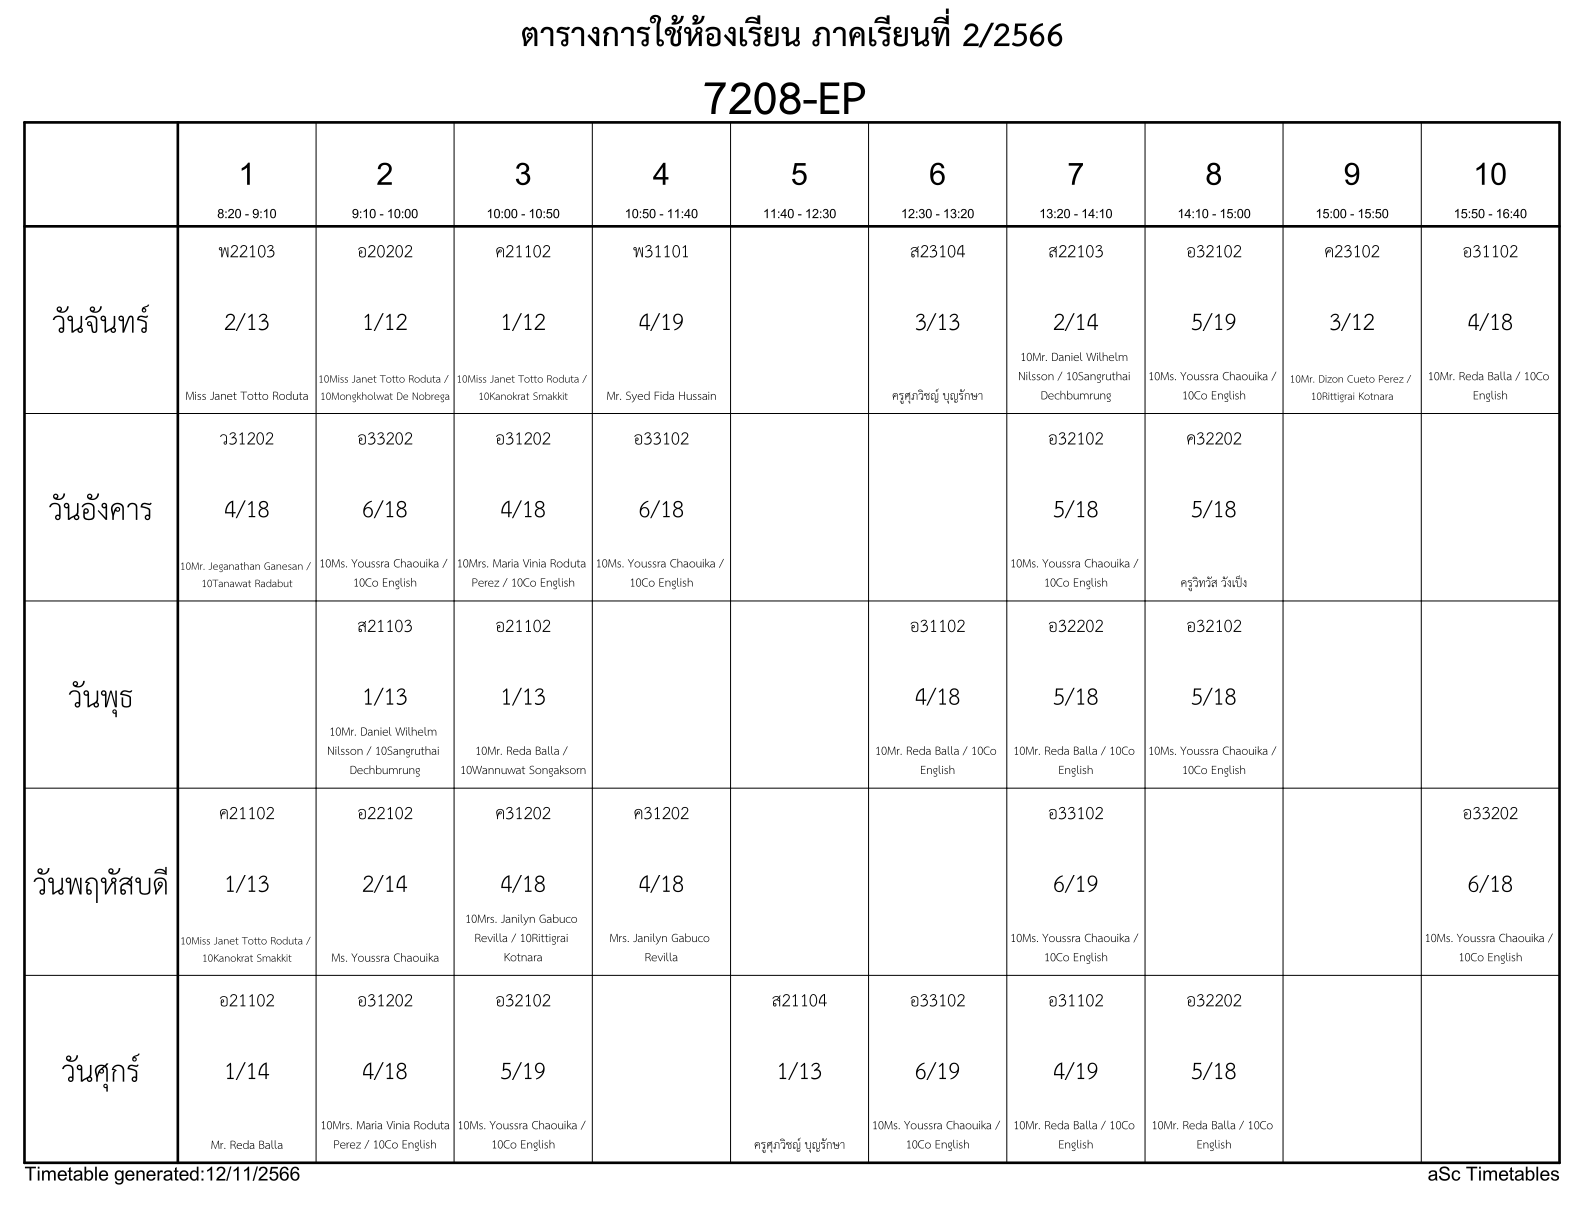 ตารางการใช้ห้องเรียน ภาคเรียนที่ 2/2566
7208-EP
1 2 3 4 5 6 7 8 9 10
8:20 - 9:10 9:10 - 10:00 10:00 - 10:50 10:50 - 11:40 11:40 - 12:30 12:30 - 13:20 13:20 - 14:10 14:10 - 15:00 15:00 - 15:50 15:50 - 16:40
วันจันทร์
พ22103
2/13
Miss Janet Totto Roduta
อ20202
1/12
10Miss Janet Totto Roduta /
10Mongkholwat De Nobrega
ค21102
1/12
10Miss Janet Totto Roduta /
10Kanokrat Smakkit
พ31101
4/19
Mr. Syed Fida Hussain
ส23104
3/13
ครูศุภวิชญ์ บุญรักษา
ส22103
2/14
10Mr. Daniel Wilhelm
Nilsson / 10Sangruthai
Dechbumrung
อ32102
5/19
10Ms. Youssra Chaouika /
10Co English
ค23102
3/12
10Mr. Dizon Cueto Perez /
10Rittigrai Kotnara
อ31102
4/18
10Mr. Reda Balla / 10Co
English
วันอังคาร
ว31202
4/18
10Mr. Jeganathan Ganesan /
10Tanawat Radabut
อ33202
6/18
10Ms. Youssra Chaouika /
10Co English
อ31202
4/18
10Mrs. Maria Vinia Roduta
Perez / 10Co English
อ33102
6/18
10Ms. Youssra Chaouika /
10Co English
อ32102
5/18
10Ms. Youssra Chaouika /
10Co English
ค32202
5/18
ครูวิทวัส วังเป็ง
วันพุธ
ส21103
1/13
10Mr. Daniel Wilhelm
Nilsson / 10Sangruthai
Dechbumrung
อ21102
1/13
10Mr. Reda Balla /
10Wannuwat Songaksorn
อ31102
4/18
10Mr. Reda Balla / 10Co
English
อ32202
5/18
10Mr. Reda Balla / 10Co
English
อ32102
5/18
10Ms. Youssra Chaouika /
10Co English
วันพฤหัสบดี
ค21102
1/13
10Miss Janet Totto Roduta /
10Kanokrat Smakkit
อ22102
2/14
Ms. Youssra Chaouika
ค31202
4/18
10Mrs. Janilyn Gabuco
Revilla / 10Rittigrai
Kotnara
ค31202
4/18
Mrs. Janilyn Gabuco
Revilla
อ33102
6/19
10Ms. Youssra Chaouika /
10Co English
อ33202
6/18
10Ms. Youssra Chaouika /
10Co English
วันศุกร์
อ21102
1/14
Mr. Reda Balla
อ31202
4/18
10Mrs. Maria Vinia Roduta
Perez / 10Co English
อ32102
5/19
10Ms. Youssra Chaouika /
10Co English
ส21104
1/13
ครูศุภวิชญ์ บุญรักษา
อ33102
6/19
10Ms. Youssra Chaouika /
10Co English
อ31102
4/19
10Mr. Reda Balla / 10Co
English
อ32202
5/18
10Mr. Reda Balla / 10Co
English
Timetable generated:12/11/2566
aSc Timetables